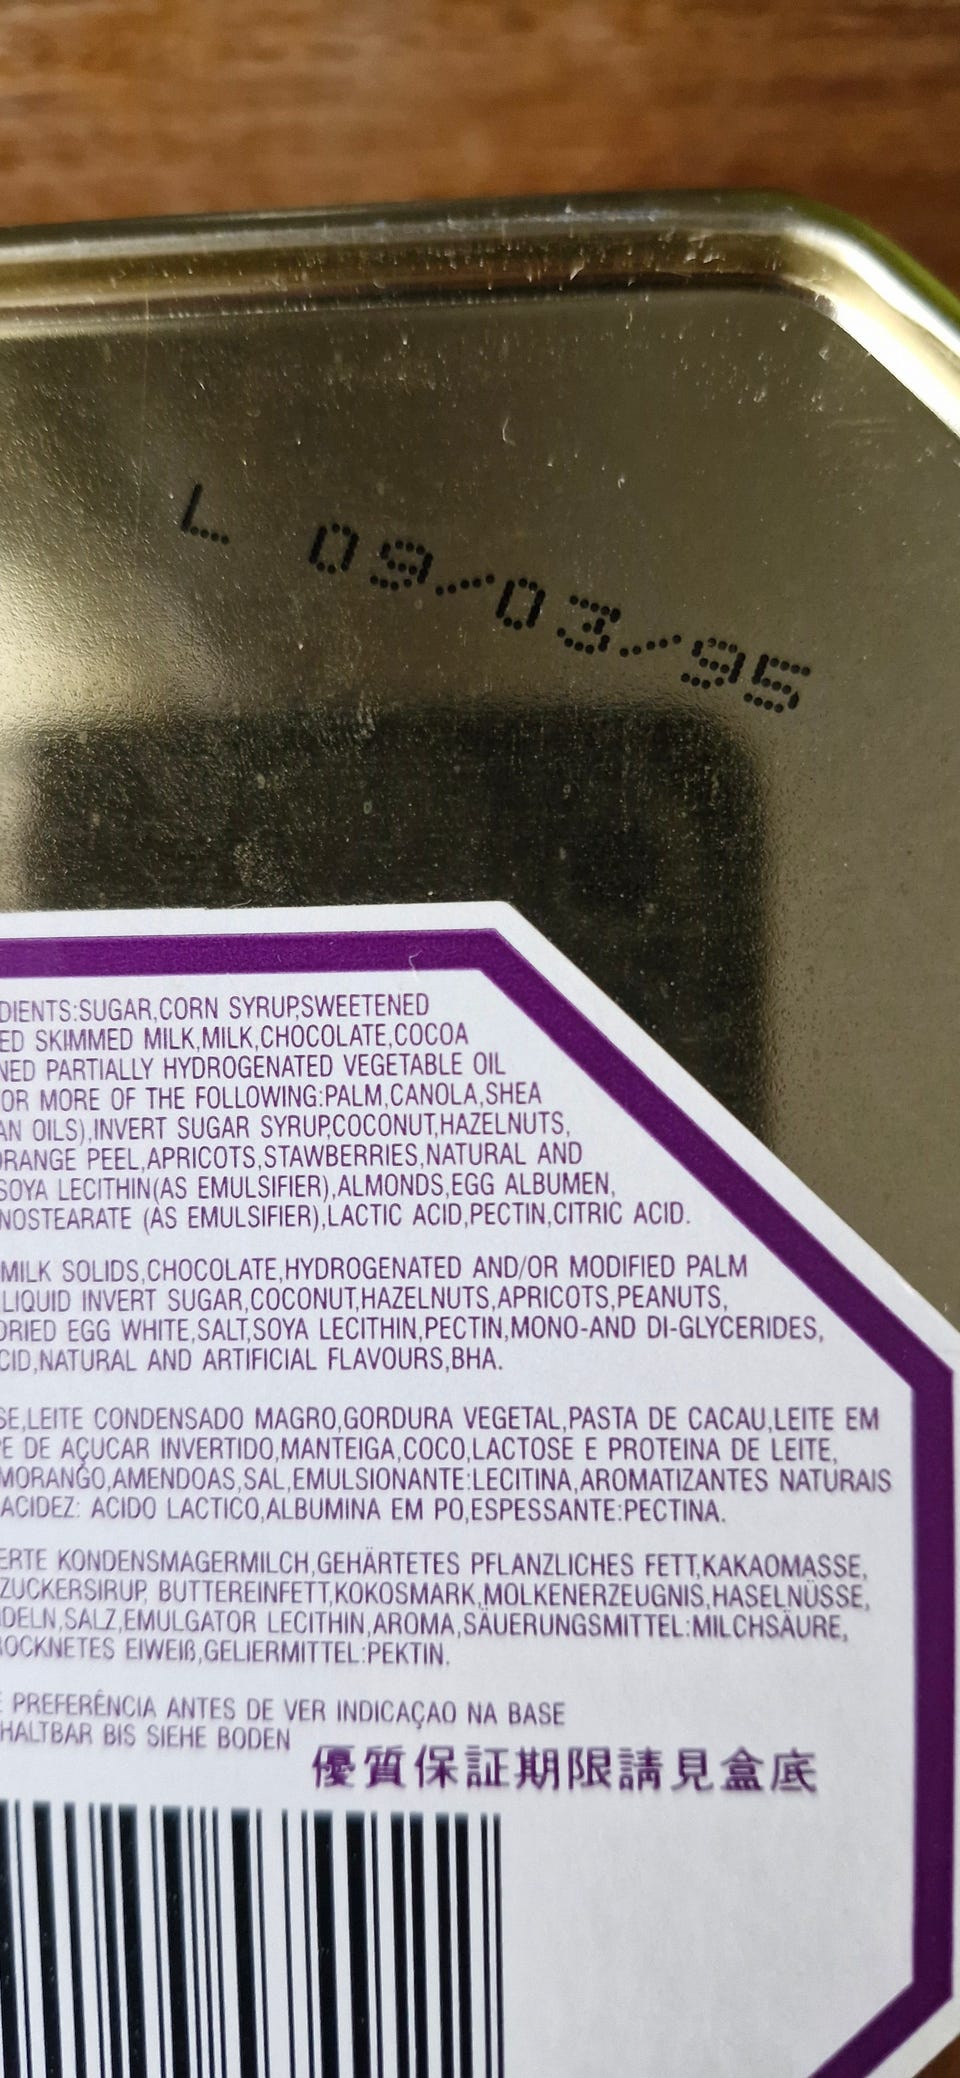 L 09/03/95
DIENTS:SUGAR,CORN SYRUP,SWEETENED
ED SKIMMED MILK,MILK,CHOCOLATE,COCOA
NED PARTIALLY HYDROGENATED VEGETABLE OIL
OR MORE OF THE FOLLOWING:PALM,CANOLA,SHEA
AN OILS),INVERT SUGAR SYRUP,COCONUT,HAZELNUTS,
ORANGE PEEL,APRICOTS,STAWBERRIES,NATURAL AND
SOYA LECITHIN(AS EMULSIFIER),ALMONDS,EGG ALBUMEN,
NOSTEARATE (AS EMULSIFIER),LACTIC ACID,PECTIN,CITRIC ACID.
MILK SOLIDS,CHOCOLATE,HYDROGENATED AND/OR MODIFIED PALM
LIQUID INVERT SUGAR,COCONUT,HAZELNUTS,APRICOTS,PEANUTS,
DRIED EGG WHITE,SALT,SOYA LECITHIN,PECTIN,MONO-AND DI-GLYCERIDES,
CID,NATURAL AND ARTIFICIAL FLAVOURS,BHA.
SE,LEITE CONDENSADO MAGRO,GORDURA VEGETAL,PASTA DE CACAU,LEITE EM
E DE AÇUCAR INVERTIDO,MANTEIGA,COCO,LACTOSE E PROTEINA DE LEITE,
MORANGO,AMENDOAS,SAL,EMULSIONANTE:LECITINA,AROMATIZANTES NATURAIS
ACIDEZ: ACIDO LACTICO,ALBUMINA EM PO,ESPESSANTE:PECTINA.
ERTE KONDENSMAGERMILCH,GEHÄRTETES PFLANZLICHES FETT,KAKAOMASSE,
ZUCKERSIRUP, BUTTEREINFETT,KOKOSMARK,MOLKENERZEUGNIS,HASELNÜSSE,
DELN,SALZ,EMULGATOR LECITHIN,AROMA,SÄUERUNGSMITTEL:MILCHSÄURE,
OCKNETES EIWEIß,GELIERMITTEL:PEKTIN.
E PREFERÊNCIA ANTES DE VER INDICAÇAO NA BASE
HALTBAR BIS SIEHE BODEN
優質保証期限請見盒底